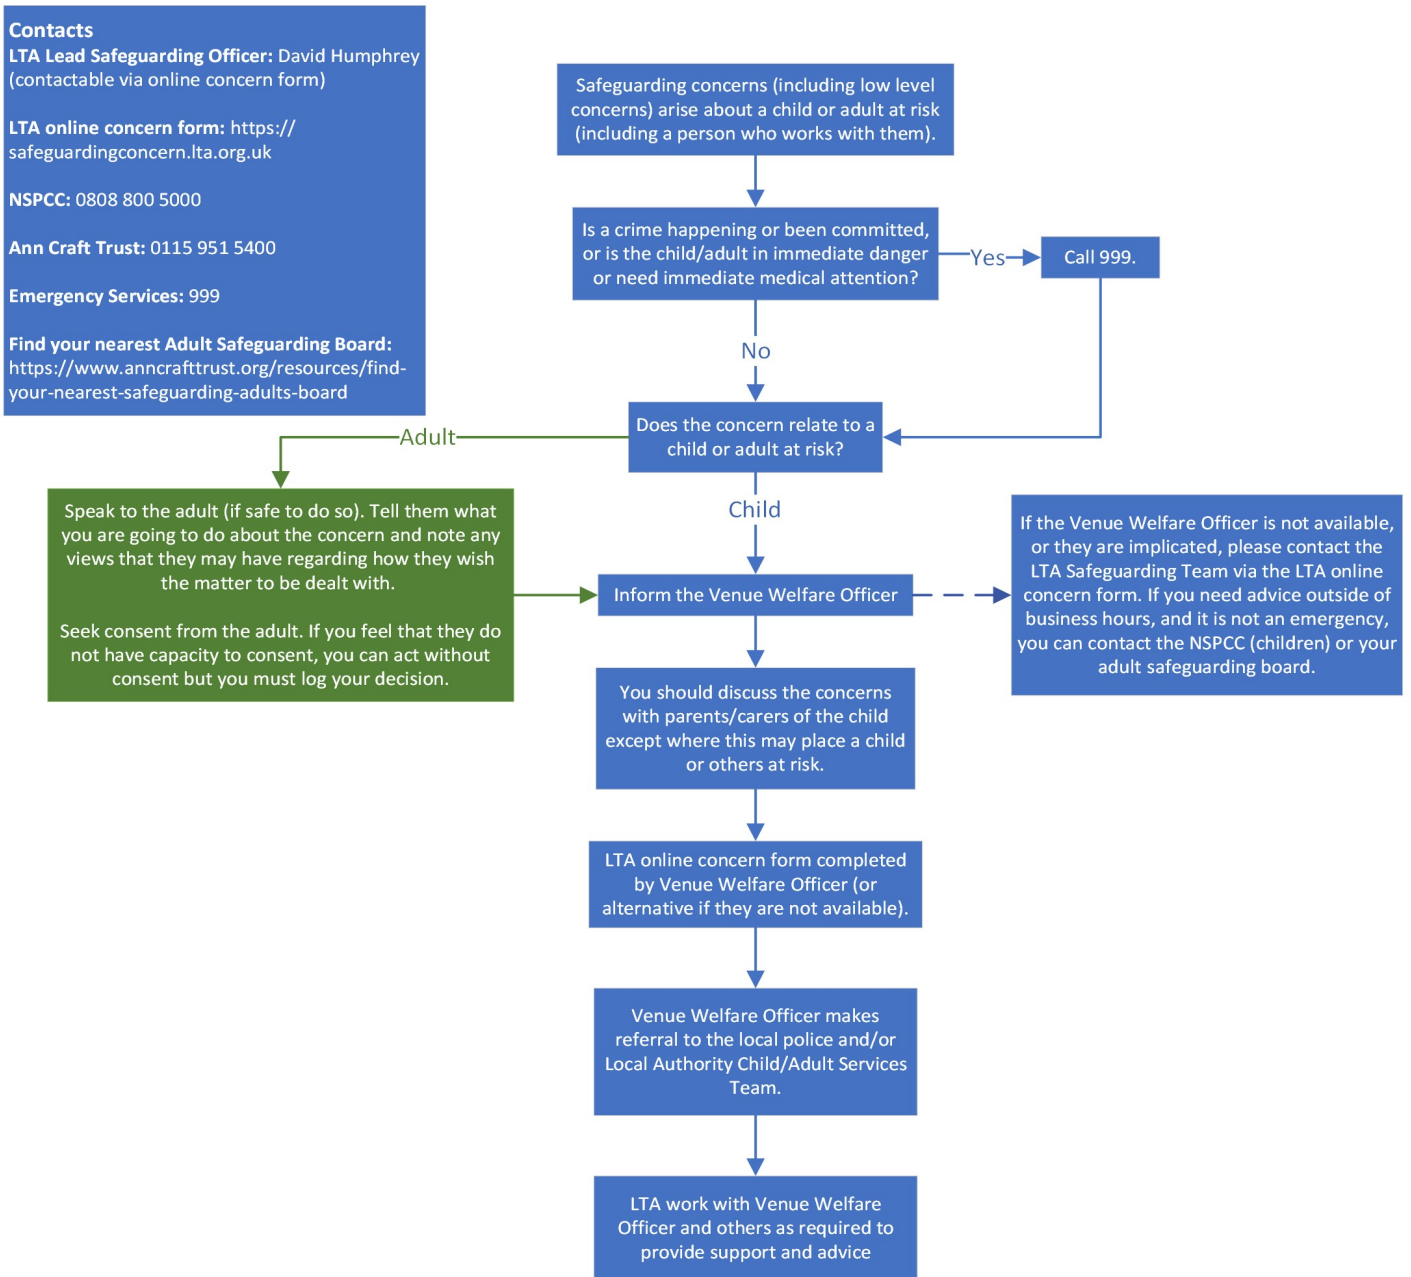 Contacts
LTA Lead Safeguarding Officer: David Humphrey
(contactable via online concern form)
LTA online concern form: https://
safeguardingconcern.lta.org.uk
NSPCC: 0808 800 5000
Ann Craft Trust: 0115 951 5400
Emergency Services: 999
Find your nearest Adult Safeguarding Board:
https://www.anncrafttrust.org/resources/find-
your-nearest-safeguarding-adults-board
Safeguarding concerns (including low level
concerns) arise about a child or adult at risk
(including a person who works with them).
Is a crime happening or been committed,
or is the child/adult in immediate danger
or need immediate medical attention?
Yes
Call 999.
No
Does the concern relate to a
child or adult at risk?
Adult
Speak to the adult (if safe to do so). Tell them what
you are going to do about the concern and note any
views that they may have regarding how they wish
the matter to be dealt with.
Seek consent from the adult. If you feel that they do
not have capacity to consent, you can act without
consent but you must log your decision.
Child
Inform the Venue Welfare Officer
If the Venue Welfare Officer is not available,
or they are implicated, please contact the
LTA Safeguarding Team via the LTA online
concern form. If you need advice outside of
business hours, and it is not an emergency,
you can contact the NSPCC (children) or your
adult safeguarding board.
You should discuss the concerns
with parents/carers of the child
except where this may place a child
or others at risk.
LTA online concern form completed
by Venue Welfare Officer (or
alternative if they are not available).
Venue Welfare Officer makes
referral to the local police and/or
Local Authority Child/Adult Services
Team.
LTA work with Venue Welfare
Officer and others as required to
provide support and advice